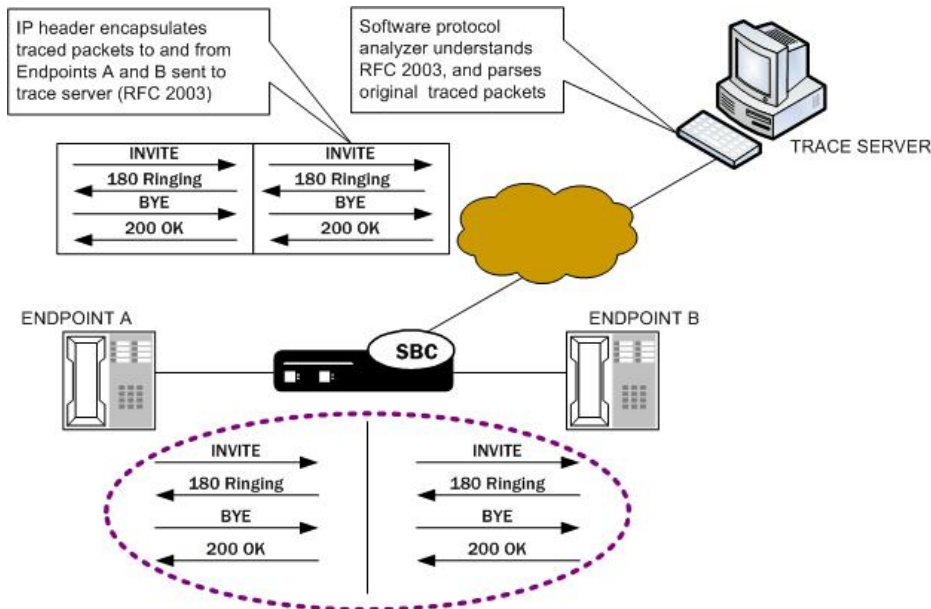 IP header encapsulates
traced packets to and from
Endpoints A and B sent to
trace server (RFC 2003)
Software protocol
analyzer understands
RFC 2003, and parses
original traced packets
TRACE SERVER
INVITE
180 Ringing
BYE
200 OK
INVITE
180 Ringing
BYE
200 OK
ENDPOINT A
SBC
ENDPOINT B
INVITE
180 Ringing
BYE
200 OK
INVITE
180 Ringing
BYE
200 OK